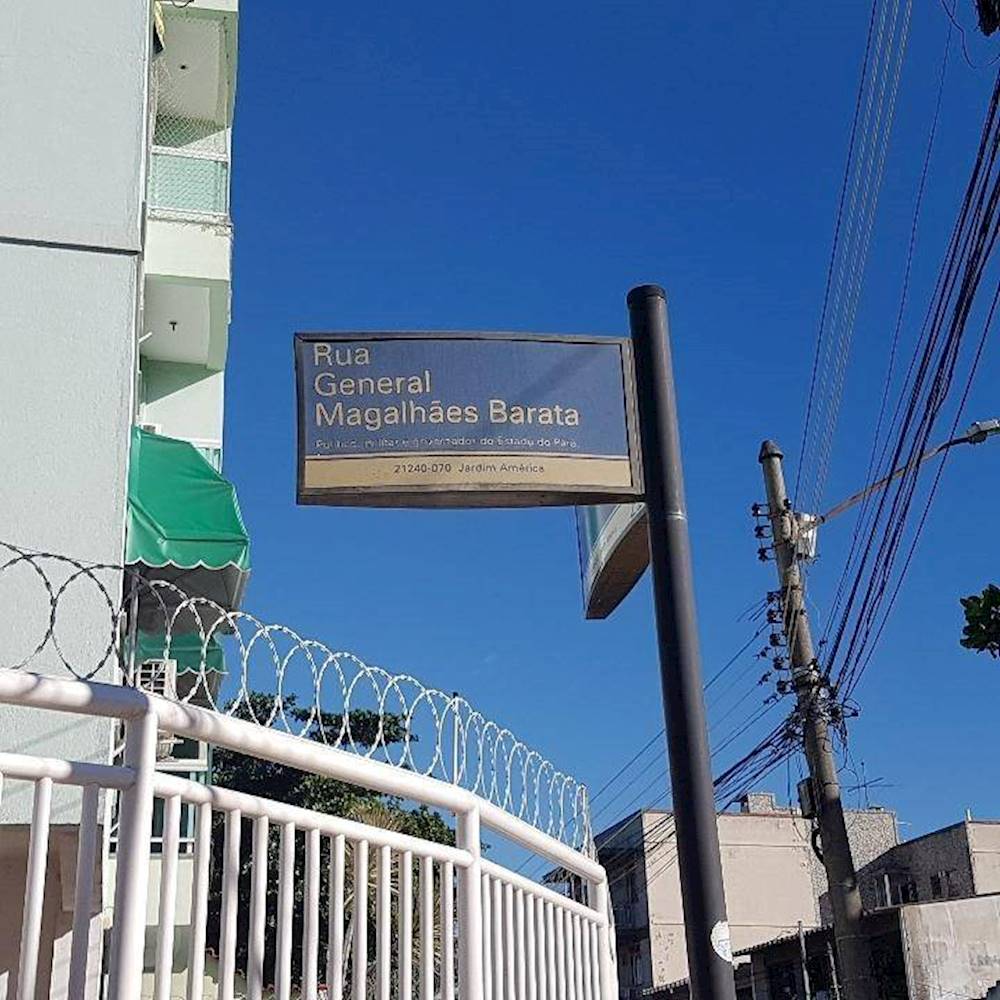 Rua
General
Magalhães Barata
Político, militar e governador do Estado do Pará.
21240-070 Jardim América